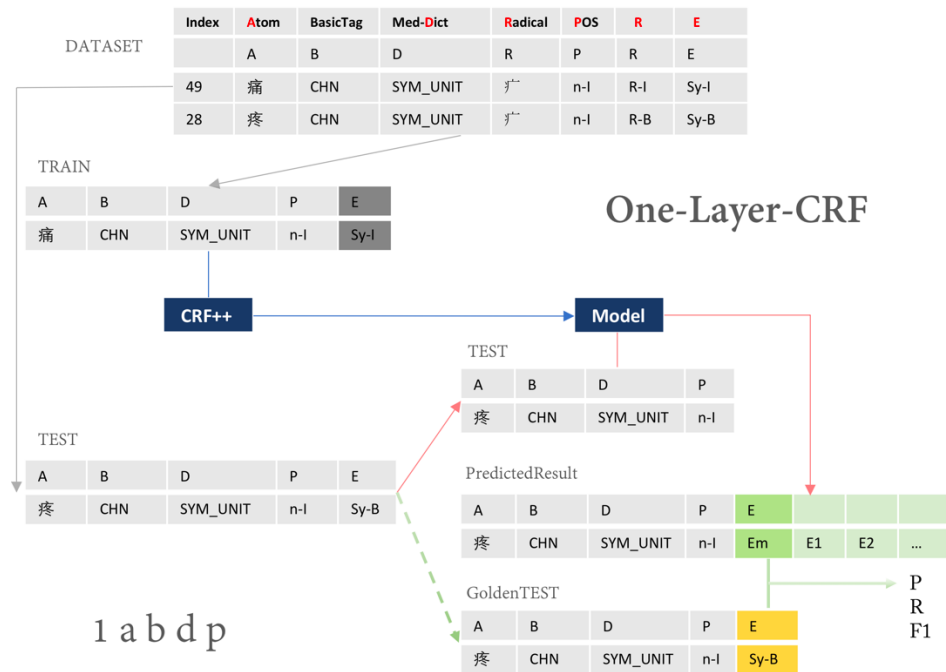 Index Atom BasicTag Med-Dict Radical POS R E
DATASET
A B D R P R E
49 痛 CHN SYM_UNIT 疒 n-I R-I Sy-I
28 疼 CHN SYM_UNIT 疒 n-I R-B Sy-B
TRAIN
A B D P E
痛 CHN SYM_UNIT n-I Sy-I
One-Layer-CRF
CRF++ Model
TEST
A B D P
疼 CHN SYM_UNIT n-I
TEST
A B D P E
疼 CHN SYM_UNIT n-I Sy-B
PredictedResult
A B D P E
疼 CHN SYM_UNIT n-I Em E1 E2 ...
P
R
F1
GoldenTEST
A B D P E
疼 CHN SYM_UNIT n-I Sy-B
1 a b d p